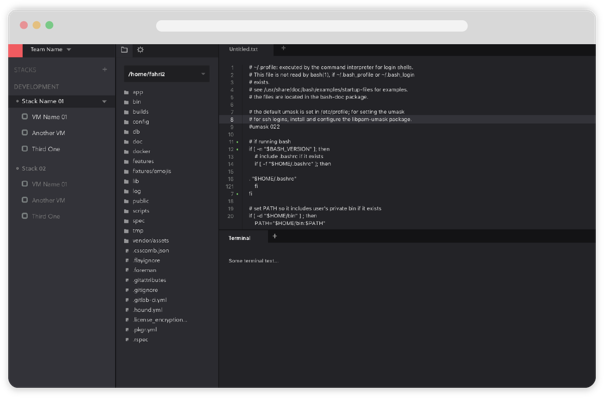 Team Name
STACKS
DEVELOPMENT
Stack Name 01
VM Name 01
Another VM
Third One
Stack 02
VM Name 01
Another VM
Third One
/home/fahri2
app
bin
builds
config
db
doc
docker
features
fixtures/emojis
lib
log
public
scripts
spec
tmp
vendor/assets
.csscomb.json
.flayignore
.foreman
.gitattributes
.gitignore
.gitlab-ci.yml
.hound.yml
.license_encryption...
.pkgr.yml
.rspec
Untitled.txt
1 # ~/.profile: executed by the command interpreter for login shells.
2 # This file is not read by bash(1), if ~/.bash_profile or ~/.bash_login
3 # exists.
4 # see /usr/share/doc/bash/examples/startup-files for examples.
5 # the files are located in the bash-doc package.
6
7 # the default umask is set in /etc/profile; for setting the umask
8 # for ssh logins, install and configure the libpam-umask package.
9 #umask 022
10
11 # if running bash
12 if [ -n "$BASH_VERSION" ]; then
13 # include .bashrc if it exists
14 if [ -f "$HOME/.bashrc" ]; then
. "$HOME/.bashrc"
fi
fi
19 # set PATH so it includes user's private bin if it exists
20 if [ -d "$HOME/bin" ] ; then
PATH="$HOME/bin:$PATH"
Terminal
Some terminal text...